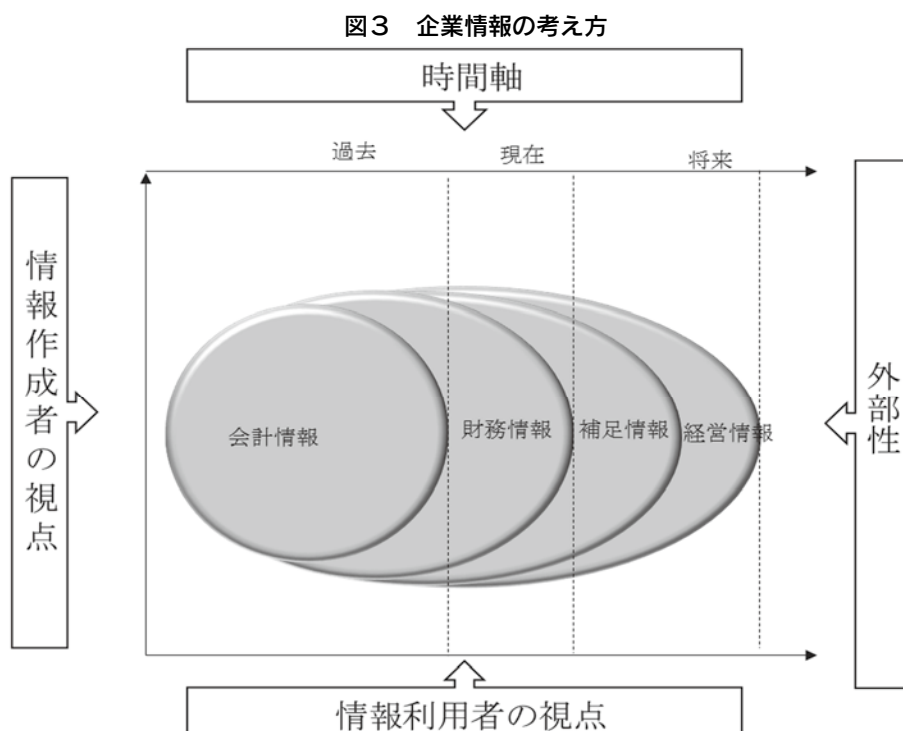 図3　企業情報の考え方
時間軸
過去
現在
将来
情報作成者の視点
会計情報
財務情報
補足情報
経営情報
外部性
情報利用者の視点